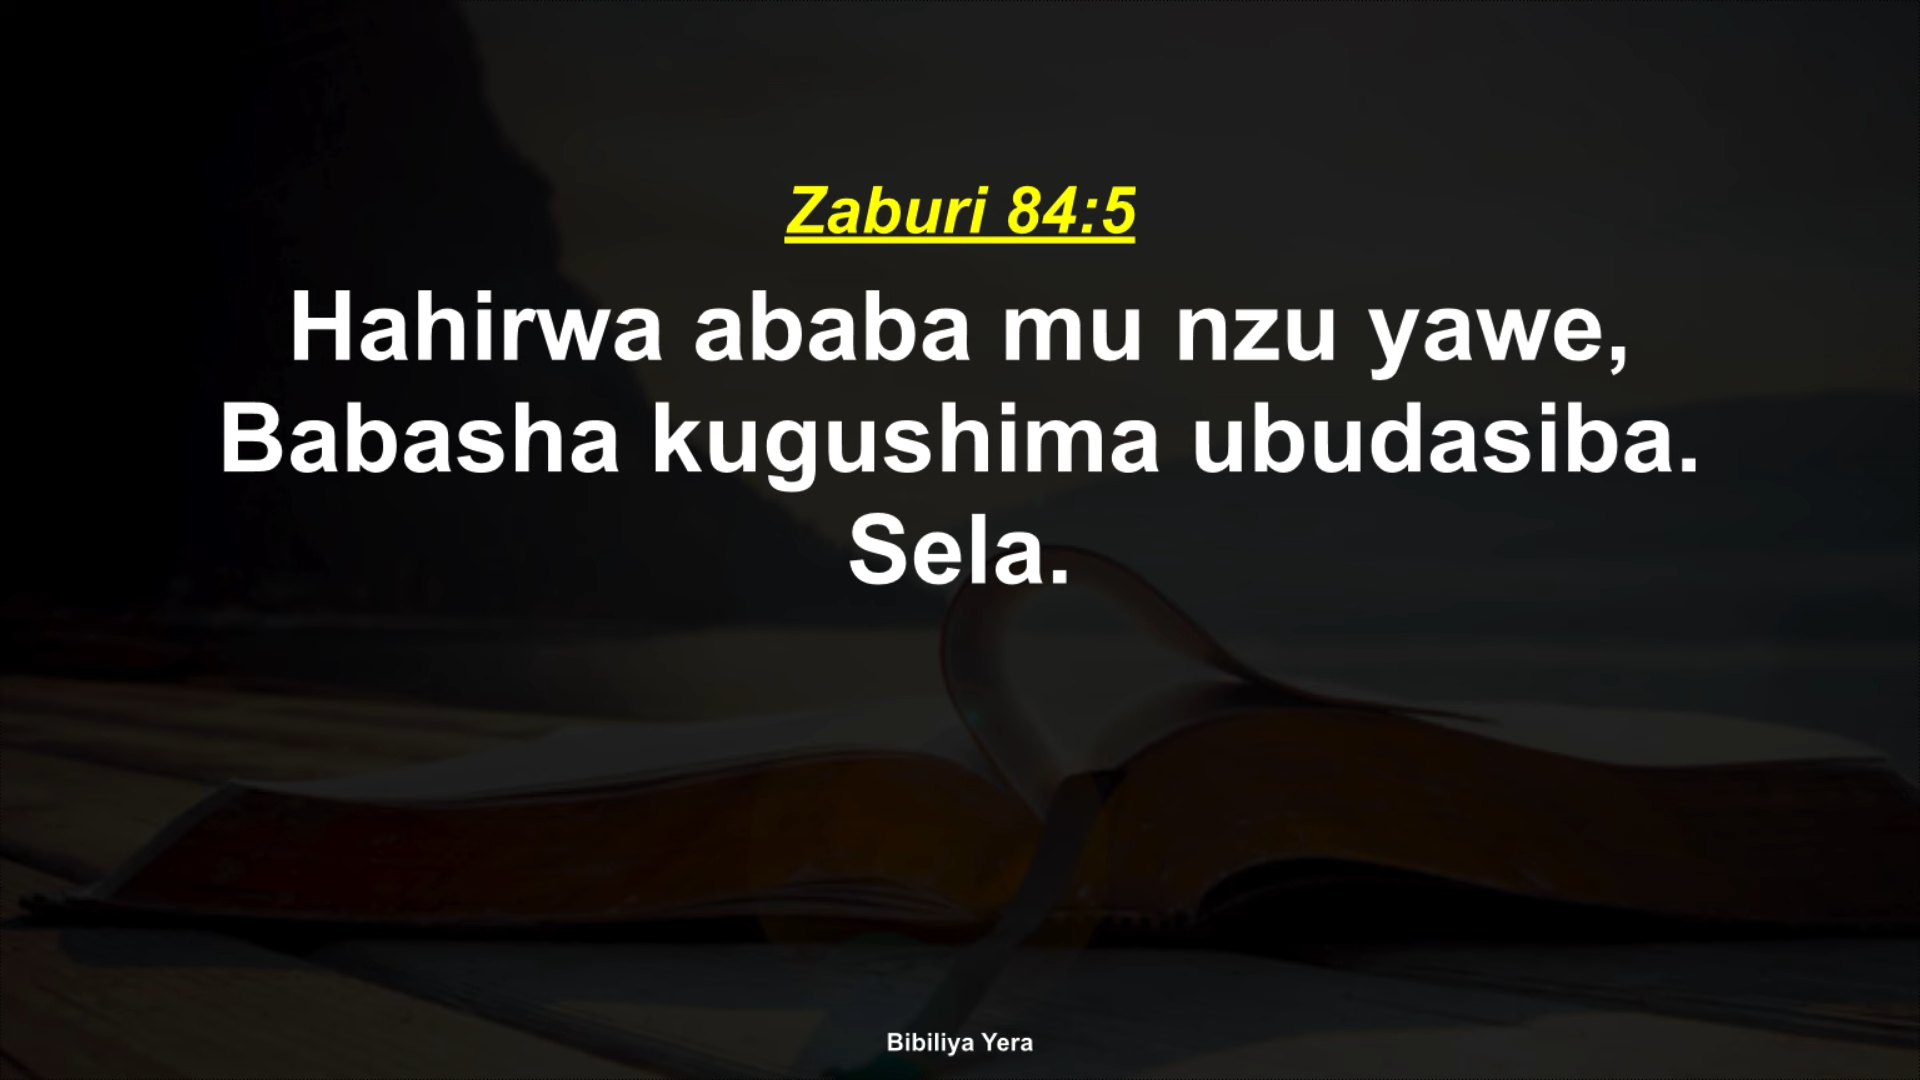 Zaburi 84:5
Hahirwa ababa mu nzu yawe,
Babasha kugushima ubudasiba.
Sela.
Bibiliya Yera